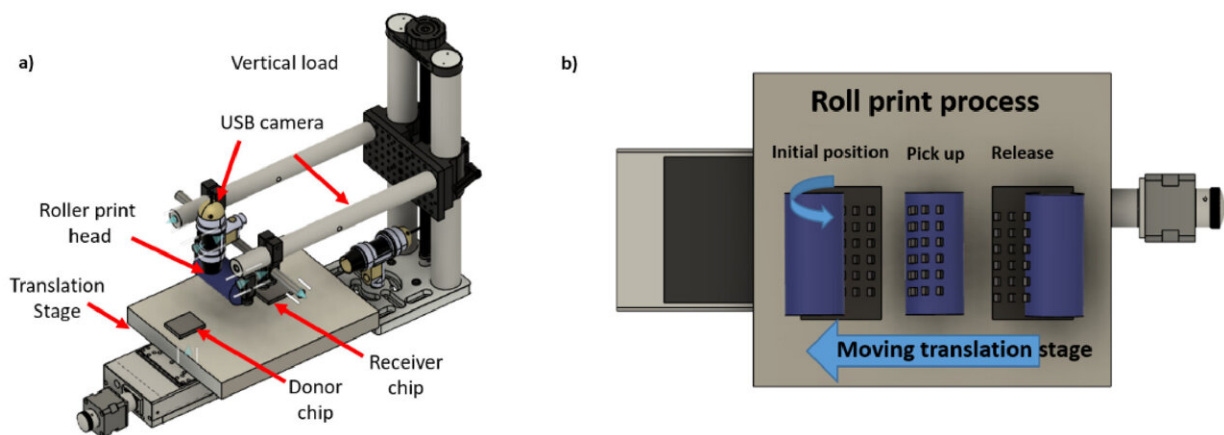 a)
Vertical load
USB camera
Roller print
head
Translation
Stage
Receiver
chip
Donor
chip
b)
Roll print process
Initial position Pick up Release
Moving translation stage